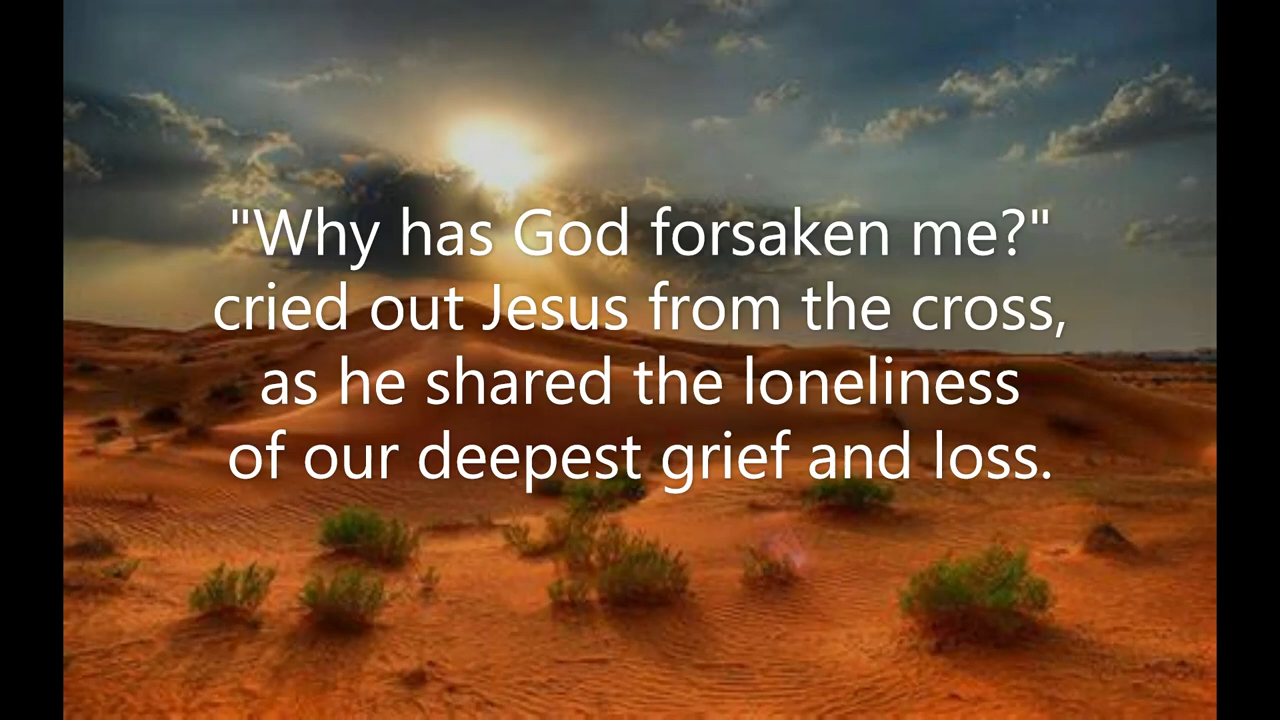 "Why has God forsaken me?"
cried out Jesus from the cross,
as he shared the loneliness
of our deepest grief and loss.